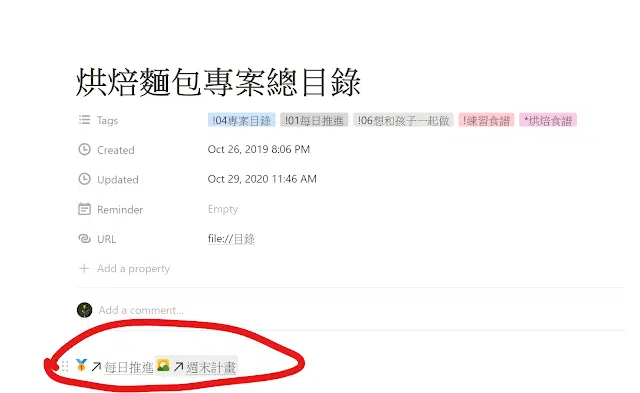 烘焙麵包專案總目錄
Tags !04專案目錄 !01每日推進 !06想和孩子一起做 !練習食譜 *烘焙食譜
Created Oct 26, 2019 8:06 PM
Updated Oct 29, 2020 11:46 AM
Reminder Empty
URL file://目錄
Add a property
Add a comment...
每日推進 週末計畫